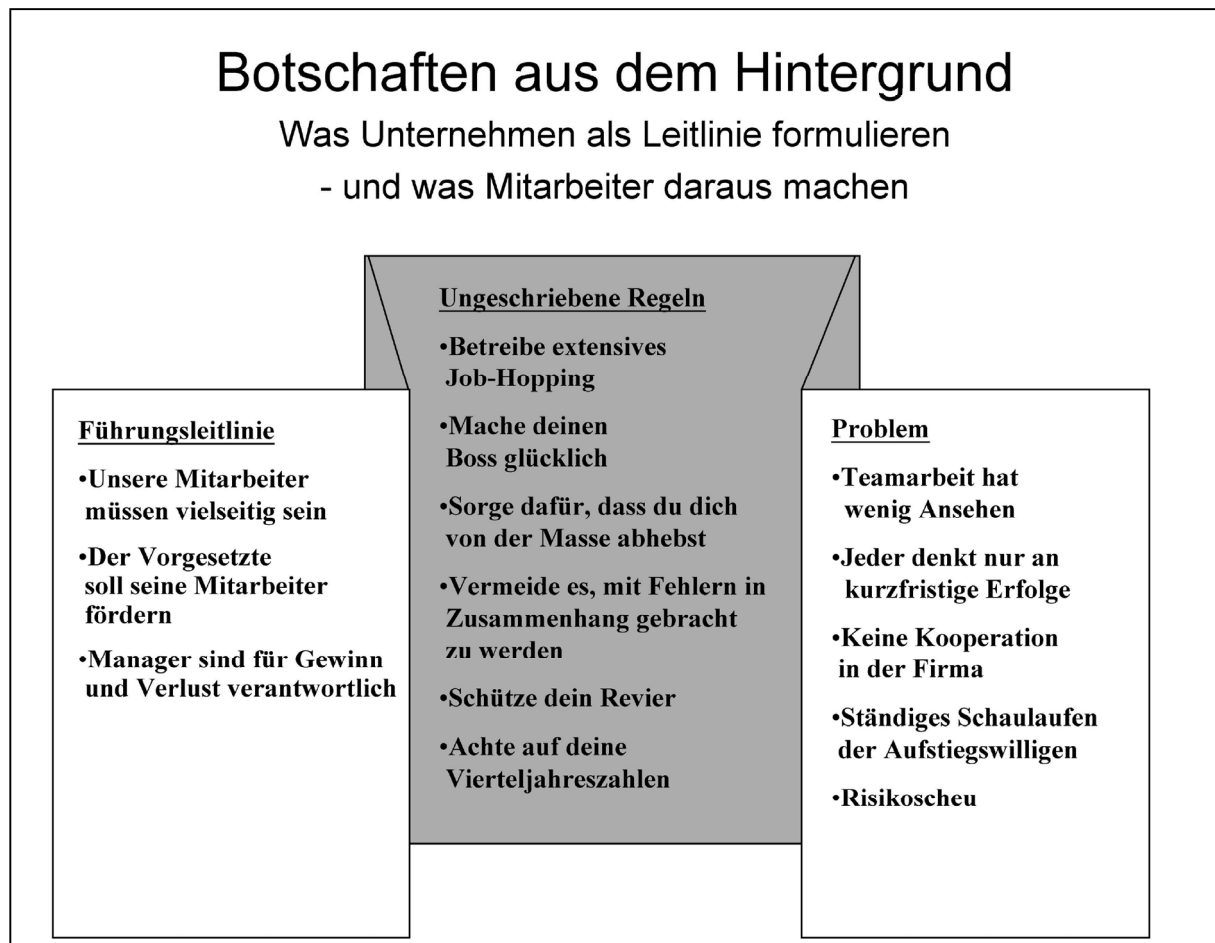 Botschaften aus dem Hintergrund
Was Unternehmen als Leitlinie formulieren
- und was Mitarbeiter daraus machen
Führungsleitlinie
•Unsere Mitarbeiter
müssen vielseitig sein
•Der Vorgesetzte
soll seine Mitarbeiter
fördern
•Manager sind für Gewinn
und Verlust verantwortlich
Ungeschriebene Regeln
•Betreibe extensives
Job-Hopping
•Mache deinen
Boss glücklich
•Sorge dafür, dass du dich
von der Masse abhebst
•Vermeide es, mit Fehlern in
Zusammenhang gebracht
zu werden
•Schütze dein Revier
•Achte auf deine
Vierteljahreszahlen
Problem
•Teamarbeit hat
wenig Ansehen
•Jeder denkt nur an
kurzfristige Erfolge
•Keine Kooperation
in der Firma
•Ständiges Schaulaufen
der Aufstiegswilligen
•Risikoscheu